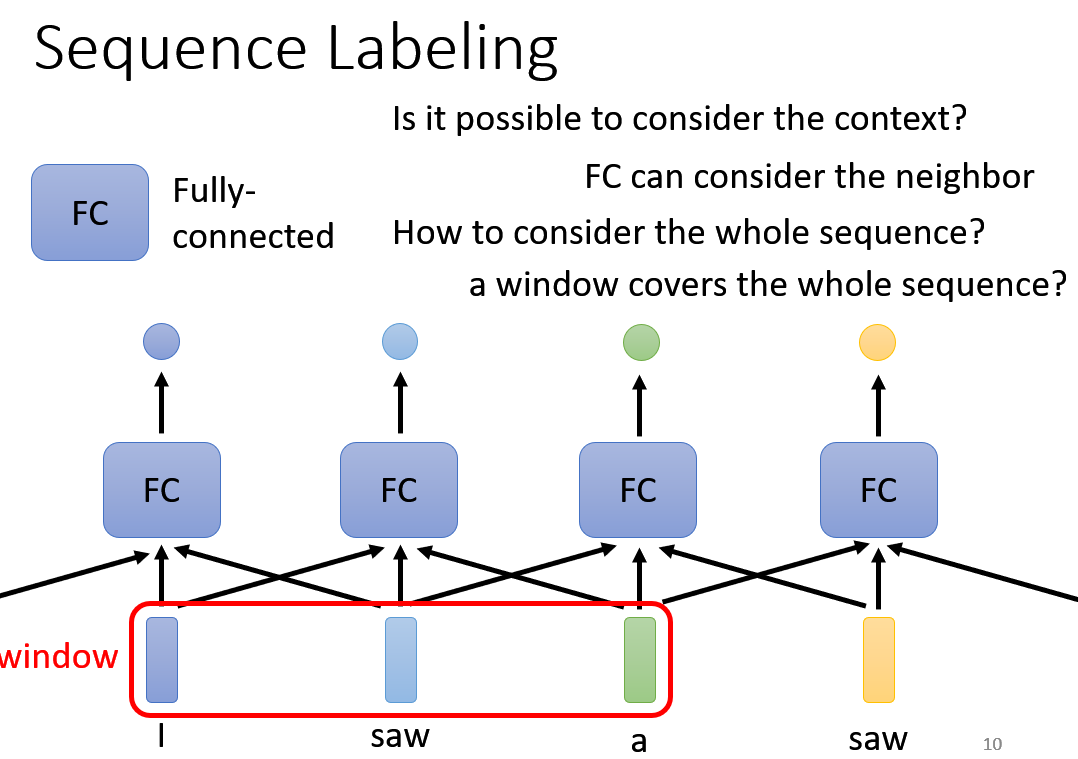 Sequence Labeling
Is it possible to consider the context?
FC can consider the neighbor
How to consider the whole sequence?
a window covers the whole sequence?
FC
Fully-
connected
FC FC FC FC
window
I saw a saw
10